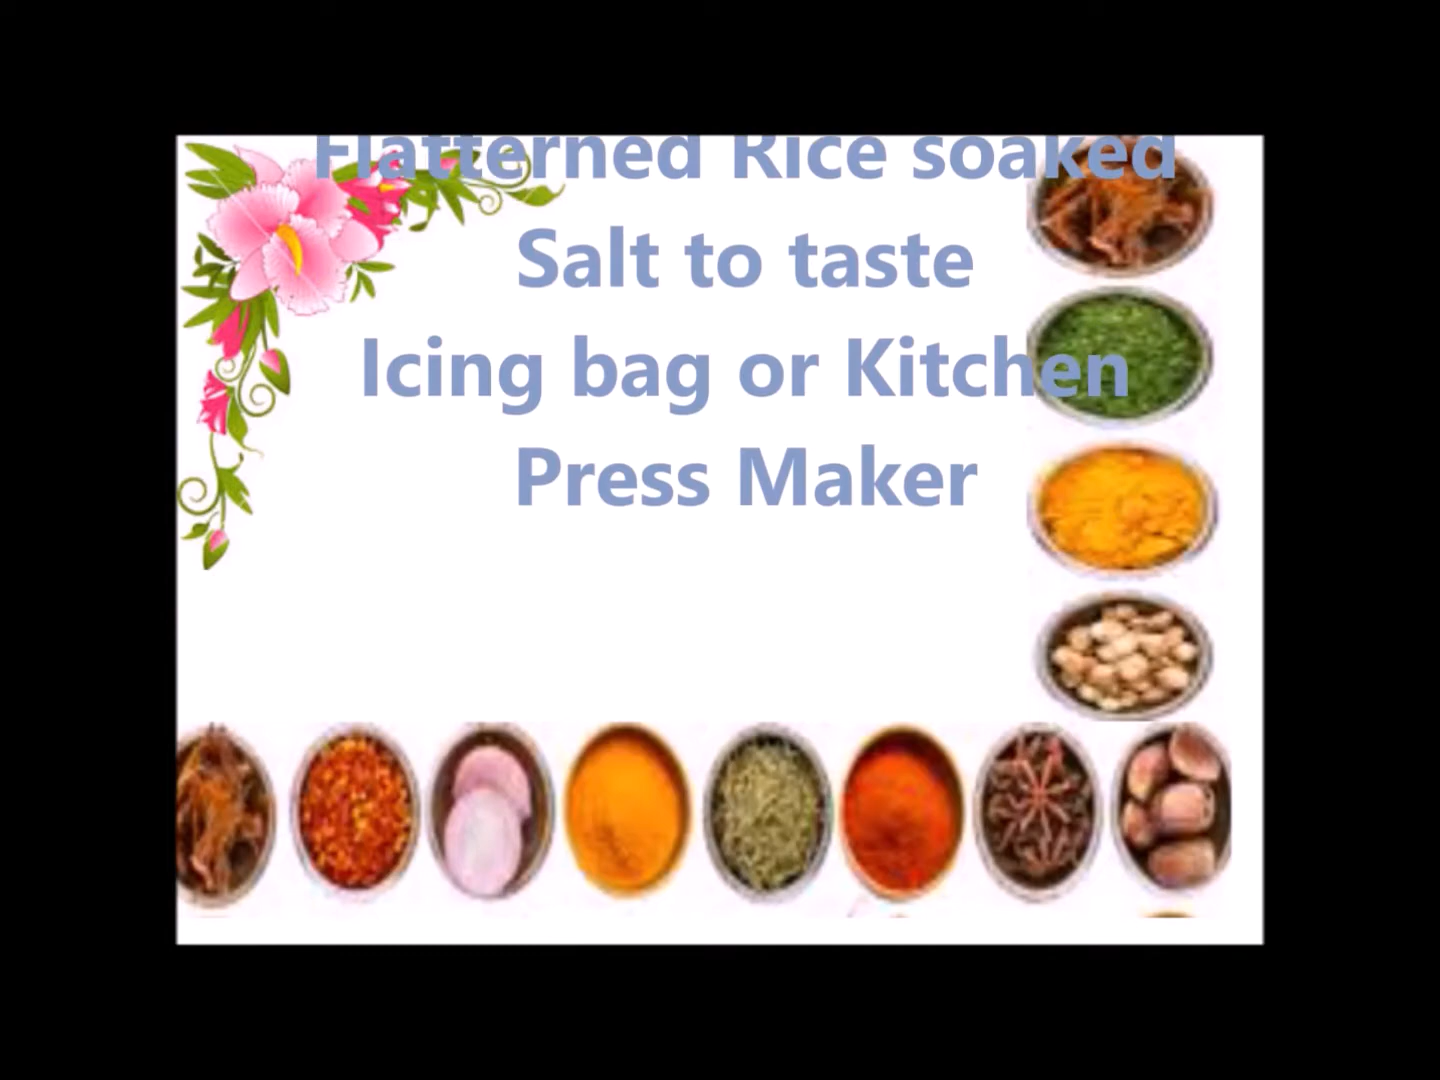 Flatterned Rice soaked
Salt to taste
Icing bag or Kitchen
Press Maker